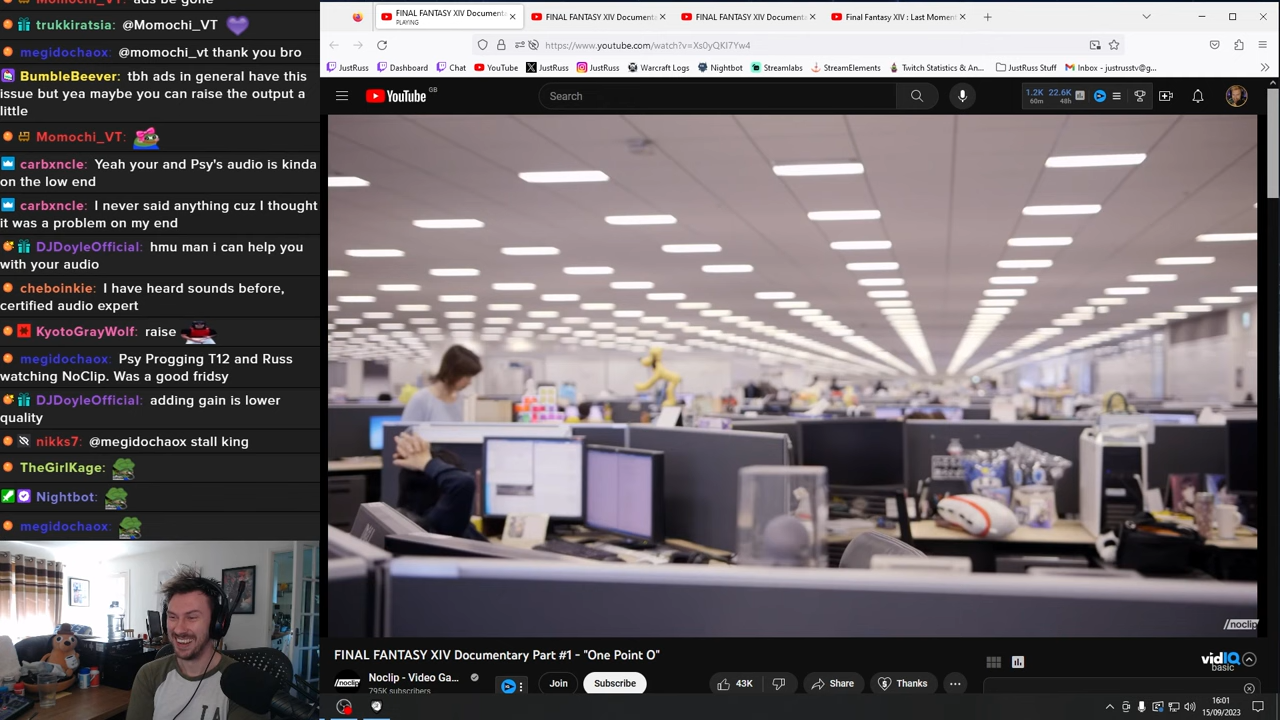 ads be gone
trukkiratsia: @Momochi_VT
megidochaox: @momochi_vt thank you bro
BumbleBeever: tbh ads in general have this
issue but yea maybe you can raise the output a
little
Momochi_VT:
carbxncle: Yeah your and Psy's audio is kinda
on the low end
carbxncle: I never said anything cuz I thought
it was a problem on my end
DJDoyleOfficial: hmu man i can help you
with your audio
cheboinkie: I have heard sounds before,
certified audio expert
KyotoGrayWolf: raise
megidochaox: Psy Progging T12 and Russ
watching NoClip. Was a good fridsy
DJDoyleOfficial: adding gain is lower
quality
nikks7: @megidochaox stall king
TheGirlKage:
Nightbot:
megidochaox:
FINAL FANTASY XIV Document
PLAYING
FINAL FANTASY XIV Documenta
FINAL FANTASY XIV Documenta
Final Fantasy XIV : Last Moment
https://www.youtube.com/watch?v=Xs0yQKI7Yw4
JustRuss
Dashboard
Chat
YouTube
JustRuss
JustRuss
Warcraft Logs
Nightbot
Streamlabs
StreamElements
Twitch Statistics & An...
JustRuss Stuff
Inbox - justrusstv@g...
YouTube GB
Search
1.2K 22.6K
60m 48h
/noclip
FINAL FANTASY XIV Documentary Part #1 - "One Point O"
vidIQ
basic
/noclip
Noclip - Video Ga...
795K subscribers
Join
Subscribe
43K
Share
Thanks
16:01
15/09/2023